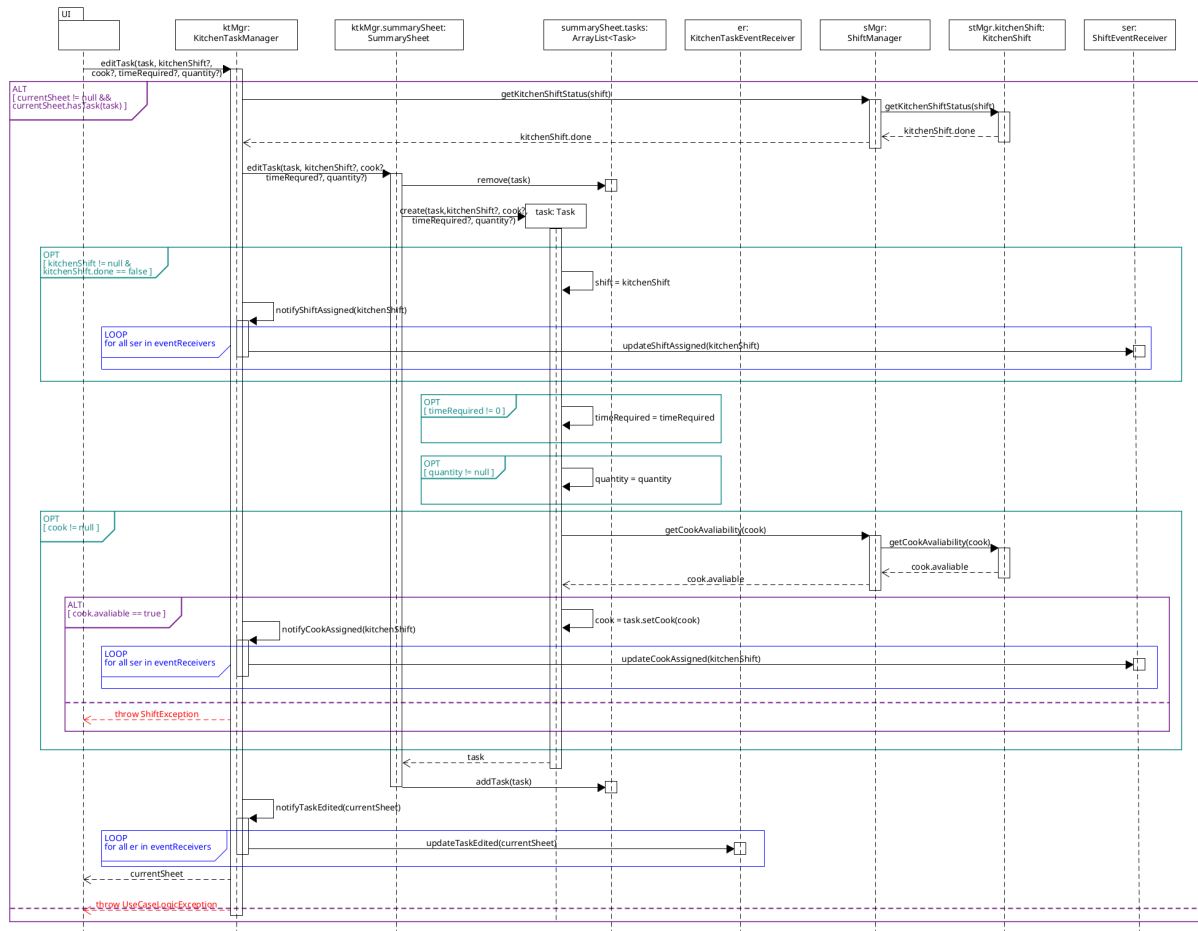 UI
ktMgr:
KitchenTaskManager
ktkMgr.summarySheet:
SummarySheet
summarySheet.tasks:
ArrayList<Task>
er:
KitchenTaskEventReceiver
sMgr:
ShiftManager
stMgr.kitchenShift:
KitchenShift
ser:
ShiftEventReceiver
editTask(task, kitchenShift?,
cook?, timeRequired?, quantity?)
ALT
[ currentSheet != null &&
currentSheet.hasTask(task) ]
getKitchenShiftStatus(shift)
getKitchenShiftStatus(shift)
kitchenShift.done
kitchenShift.done
editTask(task, kitchenShift?, cook?
timeRequred?, quantity?)
remove(task)
create(task,kitchenShift?, cook?,
timeRequired?, quantity?)
task: Task
OPT
[ kitchenShift != null &
kitchenShift.done == false ]
shift = kitchenShift
notifyShiftAssigned(kitchenShift)
LOOP
for all ser in eventReceivers
updateShiftAssigned(kitchenShift)
OPT
[ timeRequired != 0 ]
timeRequired = timeRequired
OPT
[ quantity != null ]
quantity = quantity
OPT
[ cook != null ]
getCookAvaliability(cook)
getCookAvaliability(cook)
cook.avaliable
cook.avaliable
ALT
[ cook.avaliable == true ]
cook = task.setCook(cook)
notifyCookAssigned(kitchenShift)
LOOP
for all ser in eventReceivers
updateCookAssigned(kitchenShift)
throw ShiftException
task
addTask(task)
notifyTaskEdited(currentSheet)
LOOP
for all er in eventReceivers
updateTaskEdited(currentSheet)
currentSheet
throw UseCaseLogicException